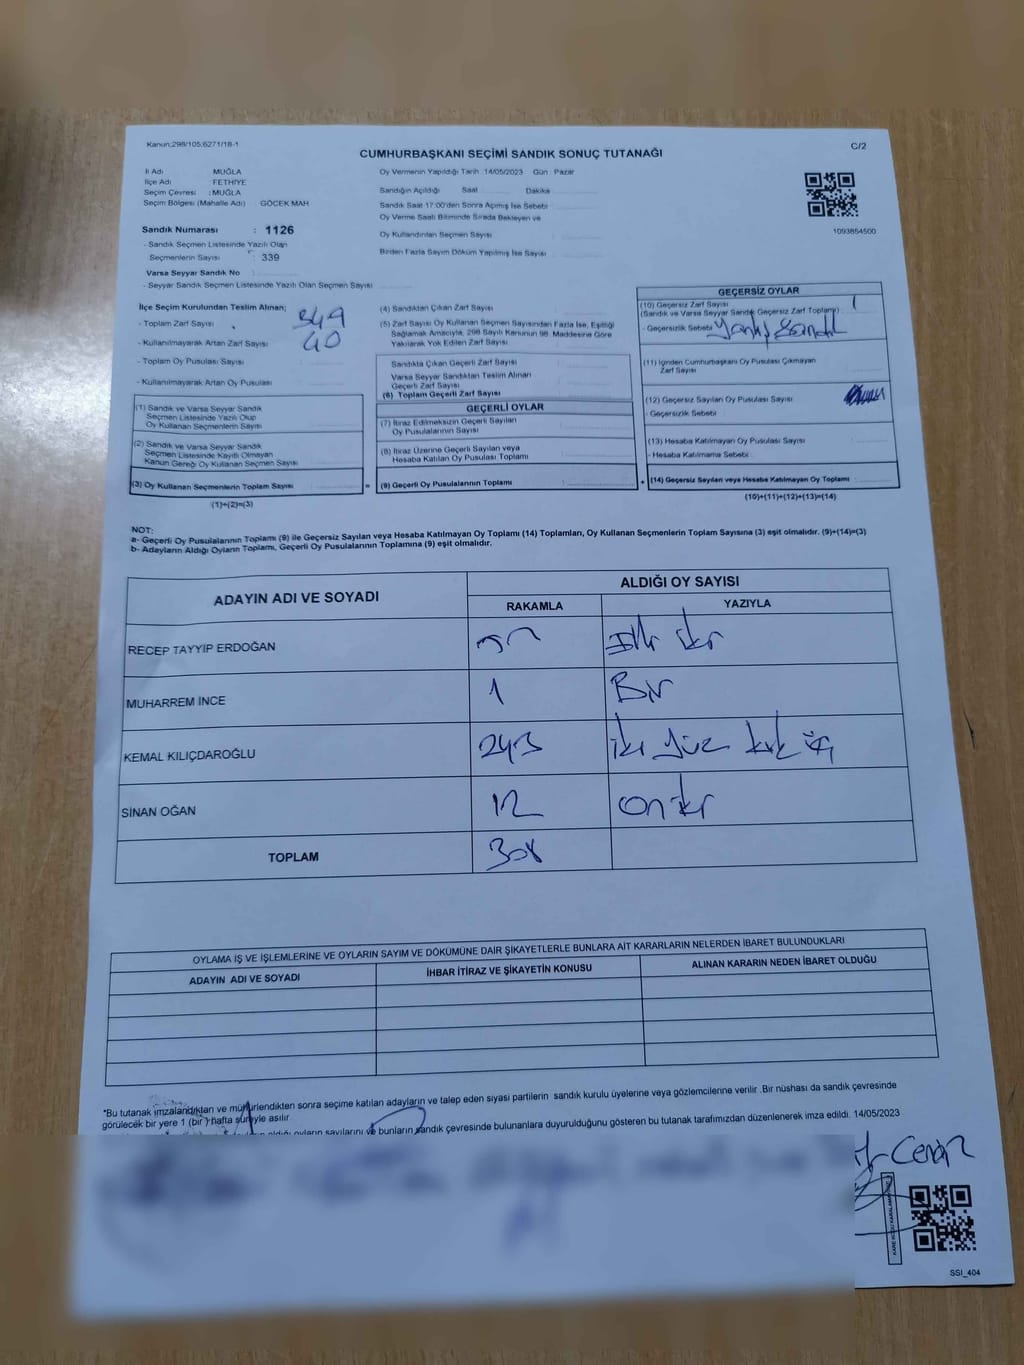 Kanun;298/105,6271/18-1
C/2
CUMHURBAŞKANI SEÇİMİ SANDIK SONUÇ TUTANAĞI
İl Adı MUĞLA
İlçe Adı FETHİYE
Seçim Çevresi : MUĞLA
Seçim Bölgesi (Mahalle Adı) GÖCEK MAH
Oy Vermenin Yapıldığı Tarih 14/05/2023 Gün Pazar
Sandığın Açıldığı Saat Dakika
Sandık Saat 17:00'den Sonra Açımış İse Sebebi
Oy Verme Saati Bitiminde Sırada Bekleyen ve
Oy Kullandırılan Seçmen Sayısı
Birden Fazla Sayım Döküm Yapılmış İse Sayısı
1093854500
Sandık Numarası : 1126
- Sandık Seçmen Listesinde Yazılı Olan
Seçmenlerin Sayısı : 339
Varsa Seyyar Sandık No
- Seyyar Sandık Seçmen Listesinde Yazılı Olan Seçmen Sayısı
İlçe Seçim Kurulundan Teslim Alınan;
- Toplam Zarf Sayısı 349
- Kullanılmayarak Artan Zarf Sayısı 40
- Toplam Oy Pusulası Sayısı
- Kullanılmayarak Artan Oy Pusulası
(1) Sandık ve Varsa Seyyar Sandık
Seçmen Listesinde Yazılı Olup
Oy Kullanan Seçmenlerin Sayısı
(2) Sandık ve Varsa Seyyar Sandık
Seçmen Listesinde Kayıtlı Olmayan
Kanun Gereği Oy Kullanan Seçmen Sayısı
(3) Oy Kullanan Seçmenlerin Toplam Sayısı =
(1)+(2)=(3)
(4) Sandıktan Çıkan Zarf Sayısı
(5) Zarf Sayısı Oy Kullanan Seçmen Sayısından Fazla İse, Eşitliği
Sağlamak Amacıyla, 298 Sayılı Kanunun 98. Maddesine Göre
Yakılarak Yok Edilen Zarf Sayısı
Sandıkta Çıkan Geçerli Zarf Sayısı
Varsa Seyyar Sandıktan Teslim Alınan
Geçerli Zarf Sayısı
(6) Toplam Geçerli Zarf Sayısı
GEÇERLİ OYLAR
(7) İtiraz Edilmeksizin Geçerli Sayılan
Oy Pusulalarının Sayısı
(8) İtiraz Üzerine Geçerli Sayılan veya
Hesaba Katılan Oy Pusulası Toplamı
(9) Geçerli Oy Pusulalarının Toplamı +
GEÇERSİZ OYLAR
(10) Geçersiz Zarf Sayısı 1
(Sandık ve Varsa Seyyar Sandık Geçersiz Zarf Toplamı)
- Geçersizlik Sebebi Yanlış Sandık
(11) İçinden Cumhurbaşkanı Oy Pusulası Çıkmayan
Zarf Sayısı
(12) Geçersiz Sayılan Oy Pusulası Sayısı
- Geçersizlik Sebebi
(13) Hesaba Katılmayan Oy Pusulası Sayısı
- Hesaba Katılmama Sebebi
(14) Geçersiz Sayılan veya Hesaba Katılmayan Oy Toplamı
(10)+(11)+(12)+(13)=(14)
NOT:
a- Geçerli Oy Pusulalarının Toplamı (9) ile Geçersiz Sayılan veya Hesaba Katılmayan Oy Toplamı (14) Toplamları, Oy Kullanan Seçmenlerin Toplam Sayısına (3) eşit olmalıdır. (9)+(14)=(3)
b- Adayların Aldığı Oyların Toplamı, Geçerli Oy Pusulalarının Toplamına (9) eşit olmalıdır.
ADAYIN ADI VE SOYADI
ALDIĞI OY SAYISI
RAKAMLA YAZIYLA
RECEP TAYYIP ERDOĞAN
MUHARREM İNCE 1 Bir
KEMAL KILIÇDAROĞLU 243 iki yüz kırk üç
SİNAN OĞAN 12 on iki
TOPLAM 308
OYLAMA İŞ VE İŞLEMLERİNE VE OYLARIN SAYIM VE DÖKÜMÜNE DAİR ŞİKAYETLERLE BUNLARA AİT KARARLARIN NELERDEN İBARET BULUNDUKLARI
ADAYIN ADI VE SOYADI
İHBAR İTİRAZ VE ŞİKAYETİN KONUSU
ALINAN KARARIN NEDEN İBARET OLDUĞU
*Bu tutanak imzalandıktan ve mühürlendikten sonra seçime katılan adayların ve talep eden siyasi partilerin sandık kurulu üyelerine veya gözlemcilerine verilir .Bir nüshası da sandık çevresinde
görülecek bir yere 1 (bir ) hafta süreyle asılır.
aldığı oyların sayılarını ve bunların sandık çevresinde bulunanlara duyurulduğunu gösteren bu tutanak tarafımızdan düzenlenerek imza edildi. 14/05/2023
SSI_404